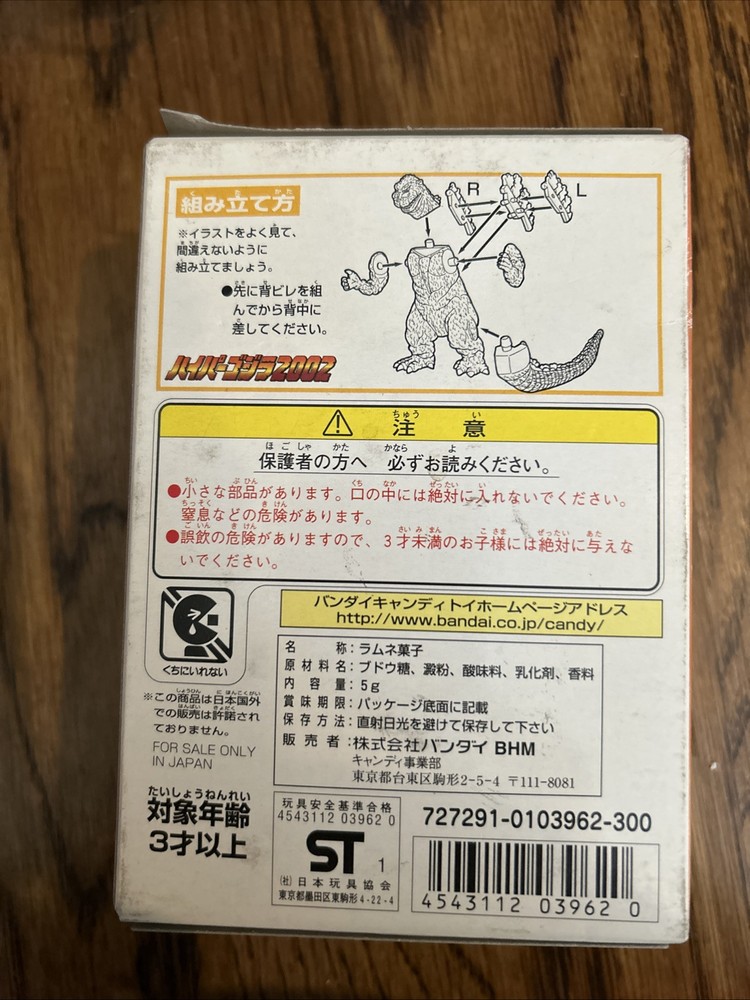 組み立て方
※イラストをよく見て、
間違えないように
組み立てましょう。
●先に背ビレを組
んでから背中に
差してください。
R
L
ハイパーゴジラ2002
⚠ 注意
保護者の方へ 必ずお読みください。
●小さな部品があります。口の中には絶対に入れないでください。
窒息などの危険があります。
●誤飲の危険がありますので、3才未満のお子様には絶対に与えな
いでください。
くちにいれない
バンダイキャンディトイホームページアドレス
http://www.bandai.co.jp/candy/
※この商品は日本国外
での販売は許諾され
ておりません。
FOR SALE ONLY
IN JAPAN
名称:ラムネ菓子
原材料名:ブドウ糖、澱粉、酸味料、乳化剤、香料
内容量:5g
賞味期限:パッケージ底面に記載
保存方法:直射日光を避けて保存して下さい
販売者:株式会社バンダイ BHM
キャンディ事業部
東京都台東区駒形2-5-4 〒111-8081
対象年齢
3才以上
玩具安全基準合格
4543112 03962 0
ST 1
(社)日本玩具協会
東京都墨田区東駒形4-22-4
727291-0103962-300
4543112 03962 0